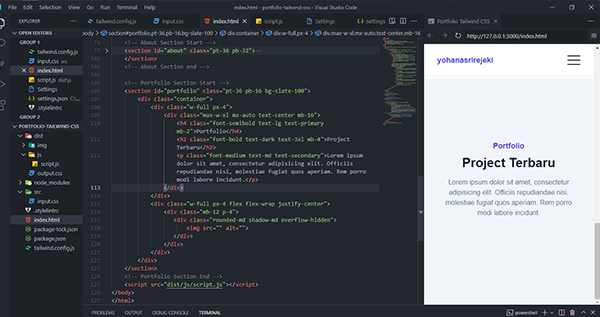 File Edit Selection View Go Run Terminal Help
index.html - portfolio-tailwind-css - Visual Studio Code
EXPLORER
tailwind.config.js
input.css
index.html
script.js dist\js
Settings
settings
Portfolio Tailwind CSS
OPEN EDITORS
GROUP 1
tailwind.config.js
input.css src
index.html
script.js dist\js
Settings
settings.json
.stylelintrc
GROUP 2
PORTFOLIO-TAILWIND-CSS
dist
img
js
script.js
output.css
node_modules
src
input.css
.stylelintrc
index.html
package-lock.json
package.json
tailwind.config.js
body > section#portfolio.pt-36.pb-16.bg-slate-100 > div.container > div.w-full.px-4 > div.max-w-xl.mx-auto.text-center.mb-16
http://127.0.0.1:3000/index.html
<!-- About Section Start -->
<section id="about" class="pt-36 pb-32">
</section>
<!-- About Section end -->
<!-- Portfolio Section Start -->
<section id="portfolio" class="pt-36 pb-16 bg-slate-100">
<div class="container">
<div class="w-full px-4">
<div class="max-w-xl mx-auto text-center mb-16">
<h4 class="font-semibold text-lg text-primary
mb-2">Portfolio</h4>
<h2 class="font-bold text-dark text-3xl mb-4">Project
Terbaru</h2>
<p class="font-medium text-md text-secondary">Lorem ipsum
dolor sit amet, consectetur adipisicing elit. Officiis
repudiandae nisi, molestiae fugiat quos aperiam. Rem porro
modi labore incidunt.</p>
113 </div>
</div>
<div class="w-full px-4 flex flex-wrap justify-center">
<div class="mb-12 p-4">
<div class="rounded-md shadow-md overflow-hidden">
<img src="" alt="">
</div>
</div>
</div>
</div>
</section>
<!-- Portfolio Section End -->
<script src="dist/js/script.js"></script>
</body>
</html>
yohanasrirejeki
Portfolio
Project Terbaru
Lorem ipsum dolor sit amet, consectetur
adipisicing elit. Officiis repudiandae nisi,
molestiae fugiat quos aperiam. Rem porro
modi labore incidunt.
PROBLEMS OUTPUT DEBUG CONSOLE TERMINAL
powershell